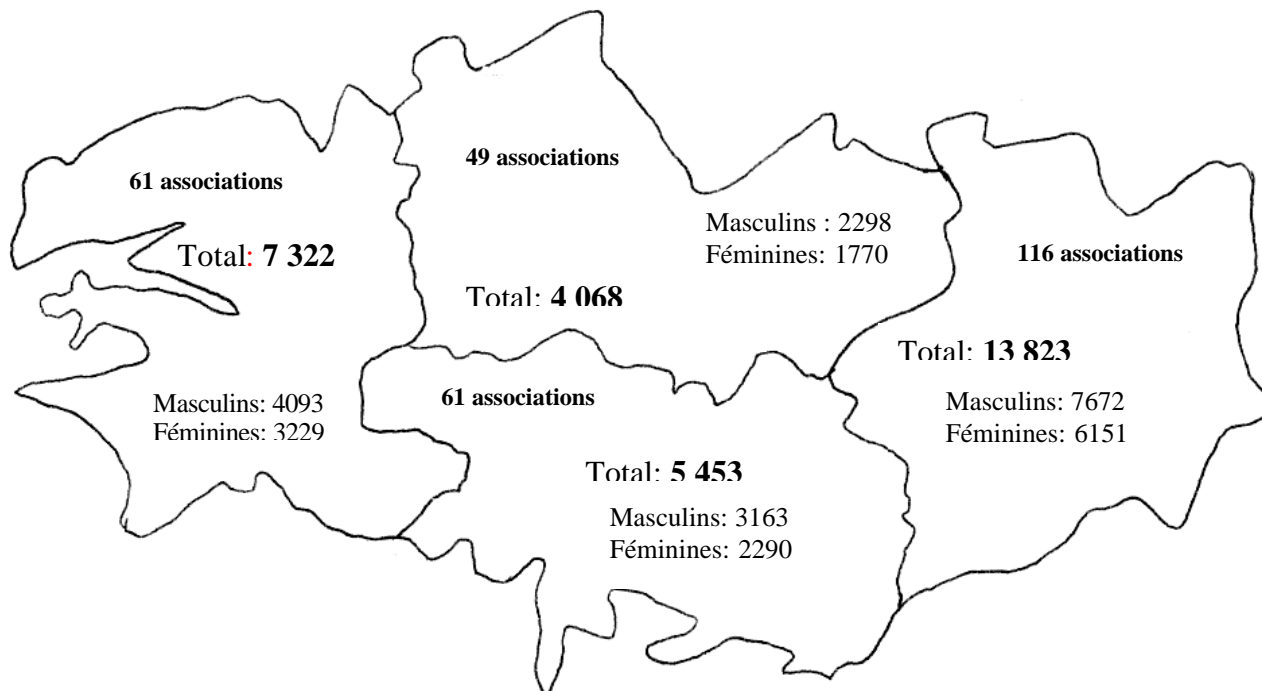 61 associations
Total: 7 322
Masculins: 4093
Féminines: 3229
49 associations
Masculins : 2298
Féminines: 1770
Total: 4 068
61 associations
Total: 5 453
Masculins: 3163
Féminines: 2290
116 associations
Total: 13 823
Masculins: 7672
Féminines: 6151